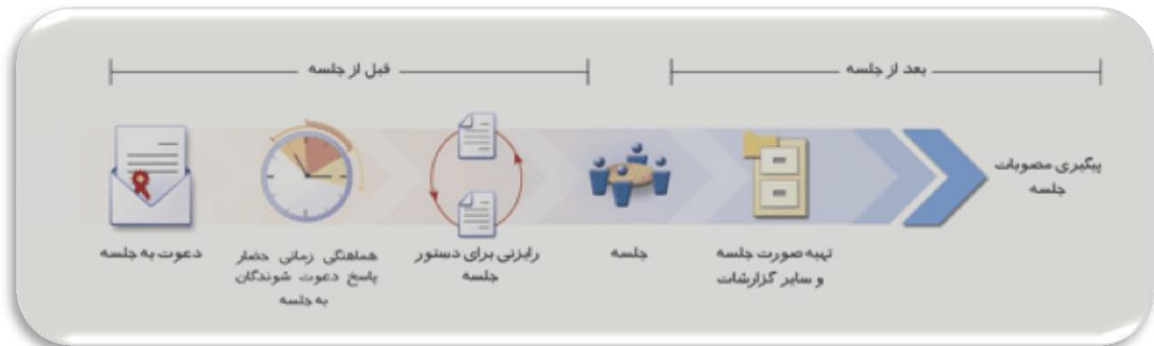 قبل از جلسه
بعد از جلسه
دعوت به جلسه
هماهنگی زمانی حضار
پاسخ دعوت شوندگان
به جلسه
رایزنی برای دستور
جلسه
جلسه
تهیه صورت جلسه
و سایر گزارشات
پیگیری مصوبات
جلسه